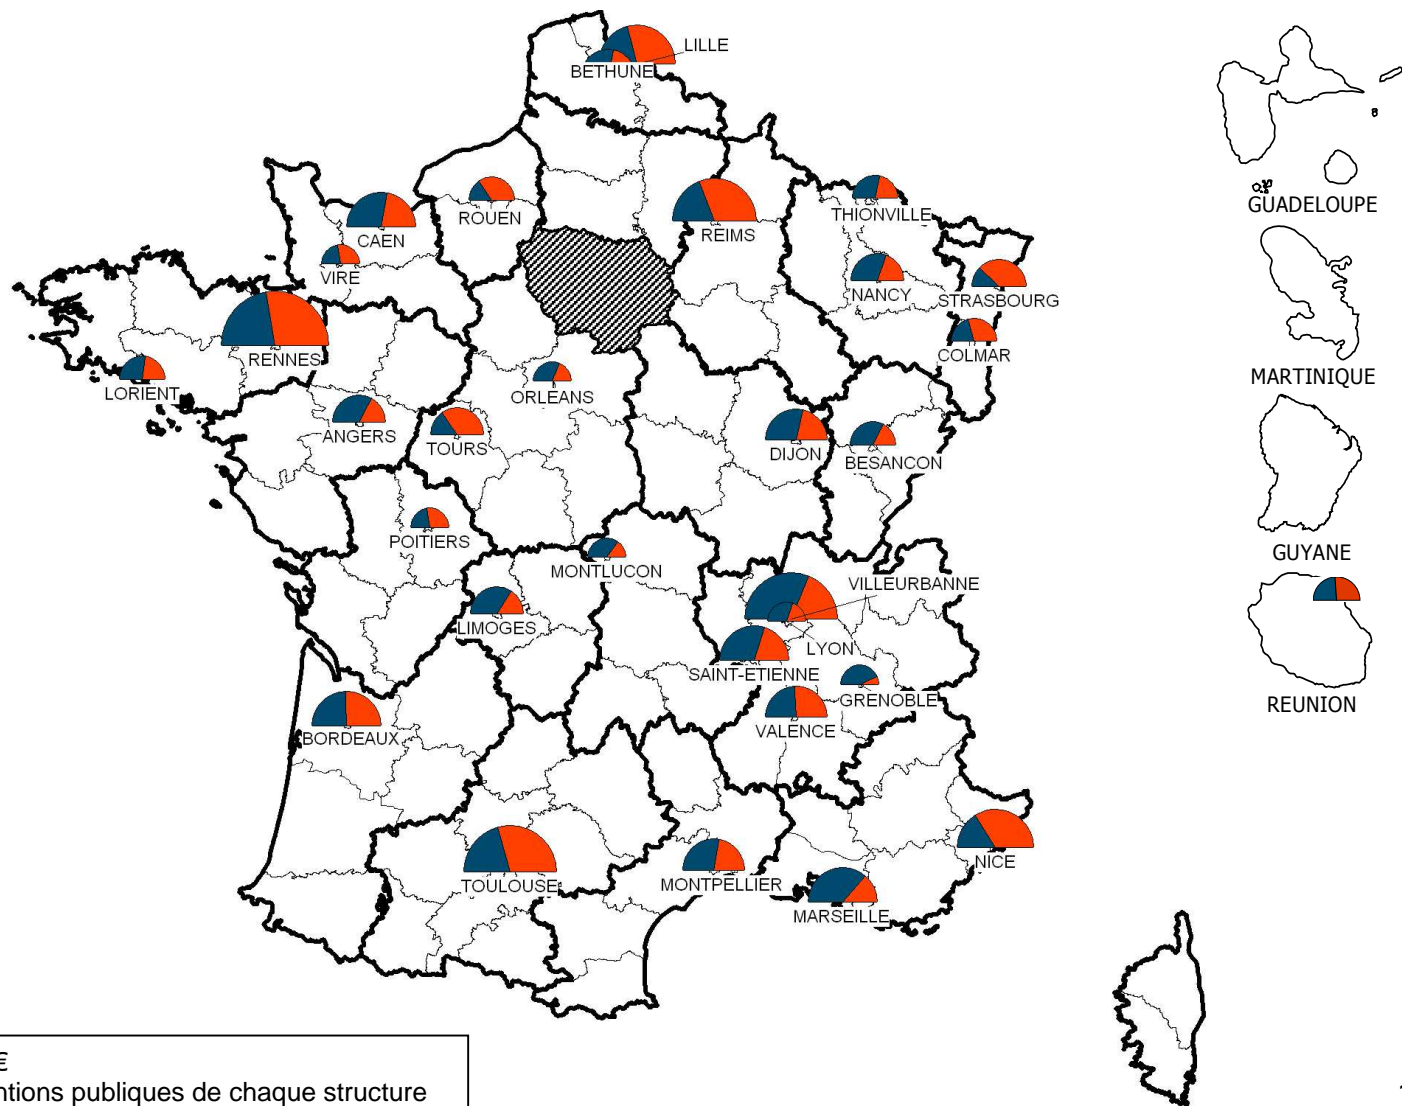 LILLE
BETHUNE
ROUEN
CAEN
VIRE
REIMS
THIONVILLE
NANCY
STRASBOURG
COLMAR
RENNES
LORIENT
ORLEANS
ANGERS
TOURS
DIJON
BESANCON
POITIERS
MONTLUCON
LIMOGES
VILLEURBANNE
LYON
SAINT-ETIENNE
GRENOBLE
VALENCE
BORDEAUX
TOULOUSE
MONTPELLIER
MARSEILLE
NICE
GUADELOUPE
MARTINIQUE
GUYANE
REUNION
€
ntions publiques de chaque structure